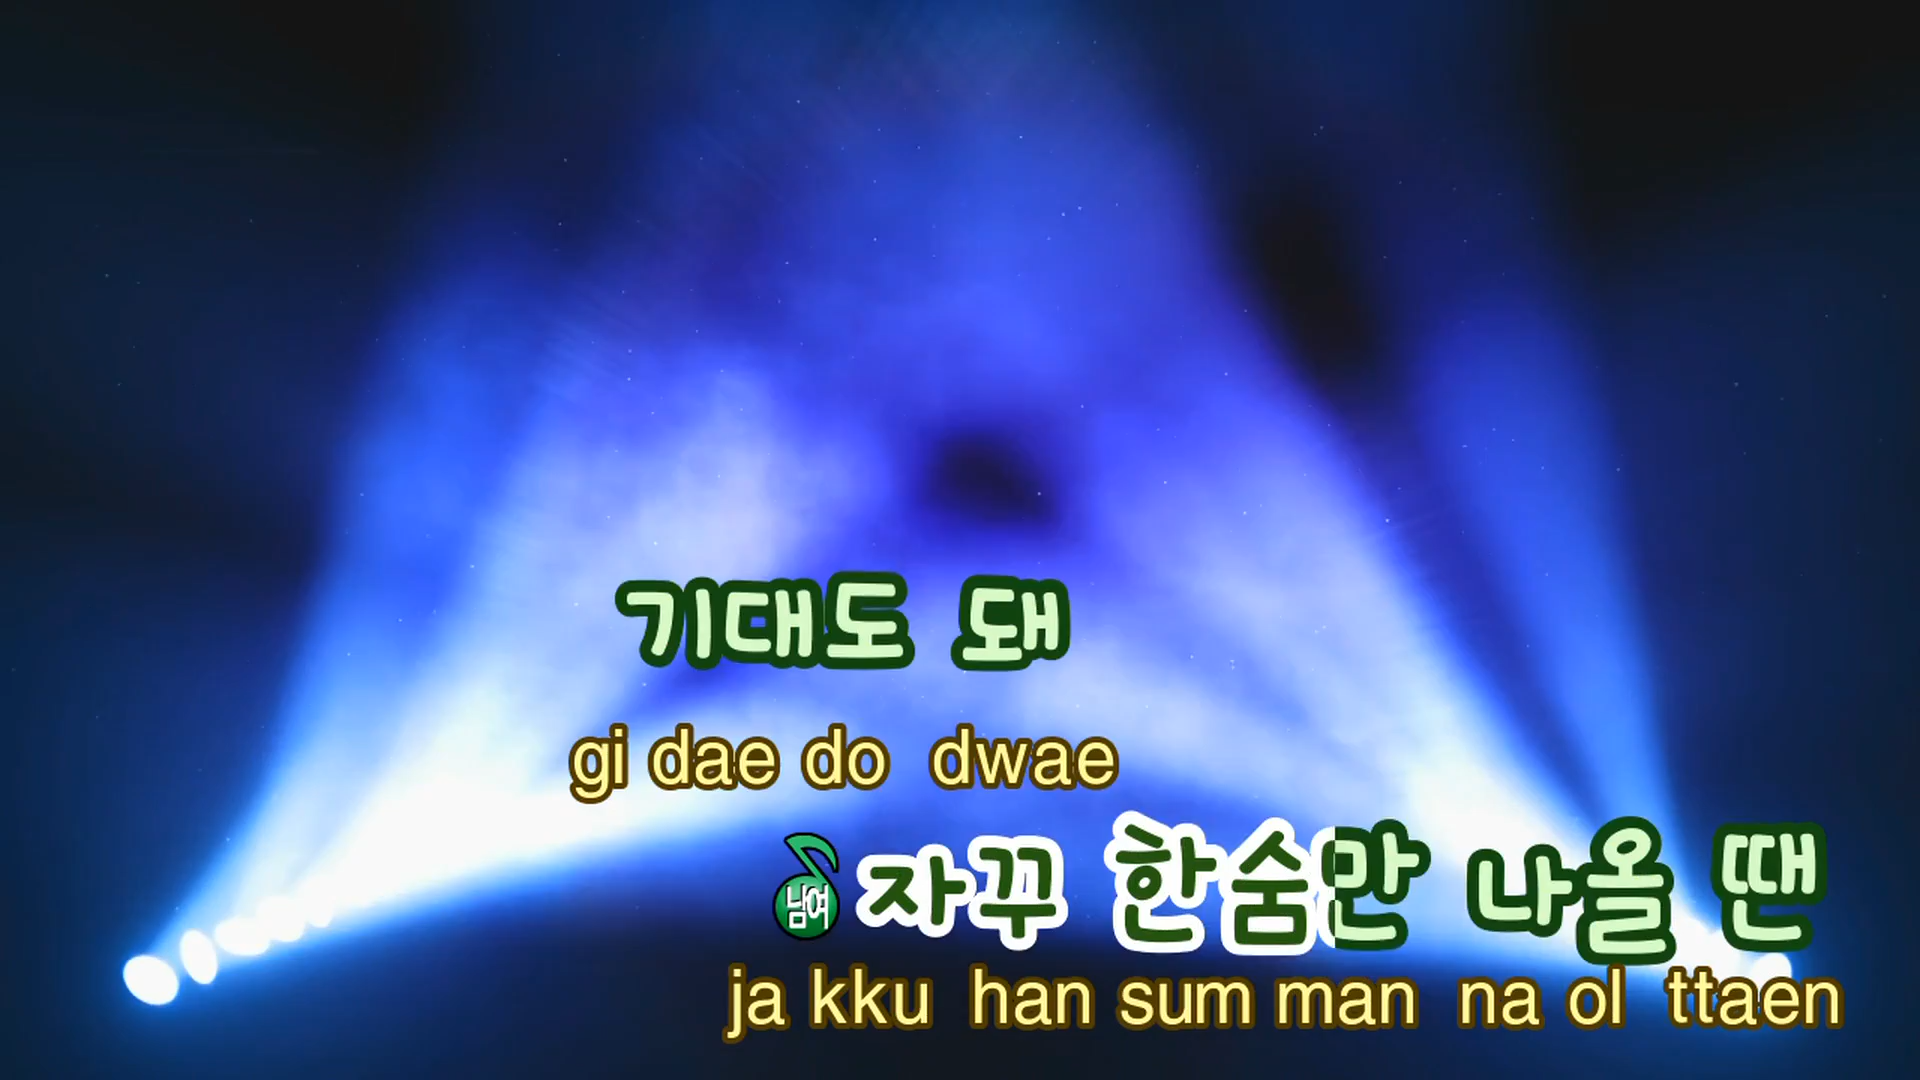 기대도 돼
gi dae do dwae
남여 자꾸 한숨만 나올 땐
ja kku han sum man na ol ttaen